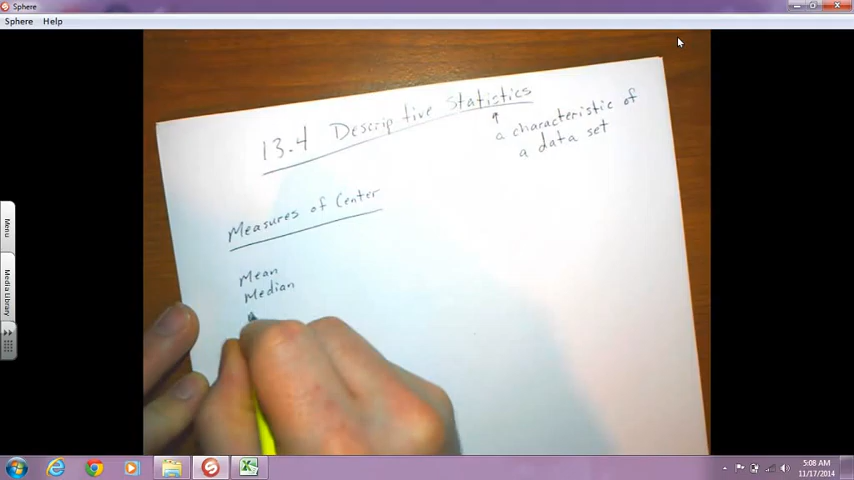 Sphere
Sphere Help
13.4 Descriptive Statistics
a characteristic of
a data set
Measures of Center
Mean
Median
Menu
Media Library
5:08 AM
11/17/2014